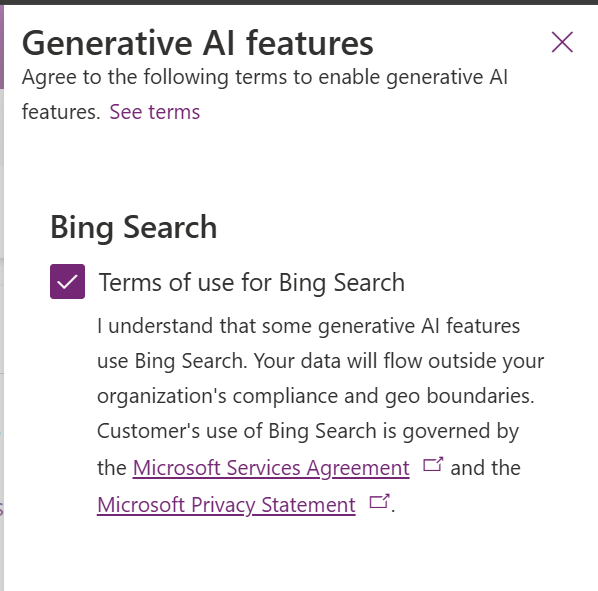 Generative AI features
Agree to the following terms to enable generative AI
features. See terms
Bing Search
Terms of use for Bing Search
I understand that some generative AI features
use Bing Search. Your data will flow outside your
organization's compliance and geo boundaries.
Customer's use of Bing Search is governed by
the Microsoft Services Agreement and the
Microsoft Privacy Statement .